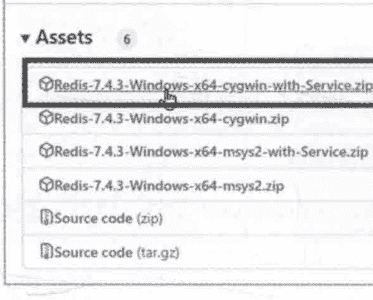 Assets 6
Redis-7.4.3-Windows-x64-cygwin-with-Service.zip
Redis-7.4.3-Windows-x64-cygwin.zip
Redis-7.4.3-Windows-x64-msys2-with-Service.zip
Redis-7.4.3-Windows-x64-msys2.zip
Source code (zip)
Source code (tar.gz)